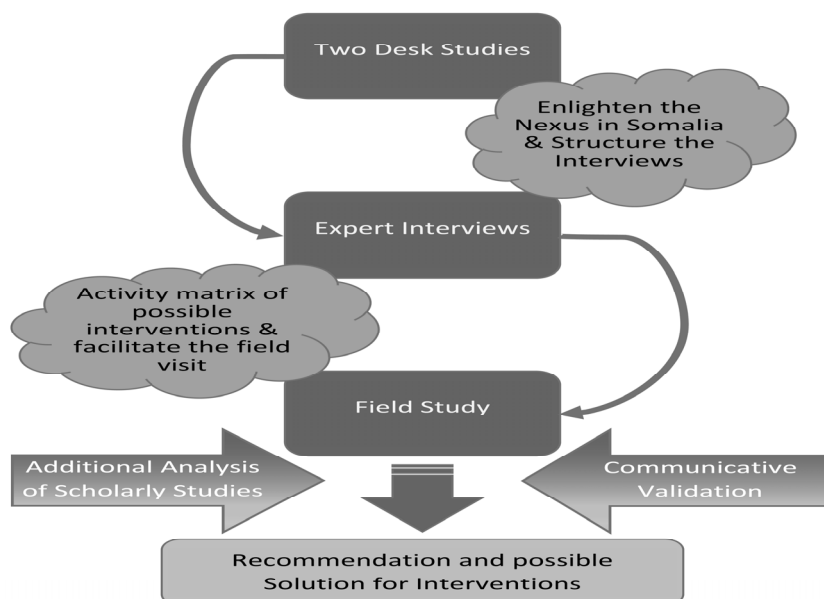 Two Desk Studies
Enlighten the
Nexus in Somalia
& Structure the
Interviews
Expert Interviews
Activity matrix of
possible
interventions &
facilitate the field
visit
Field Study
Additional Analysis
of Scholarly Studies
Communicative
Validation
Recommendation and possible
Solution for Interventions